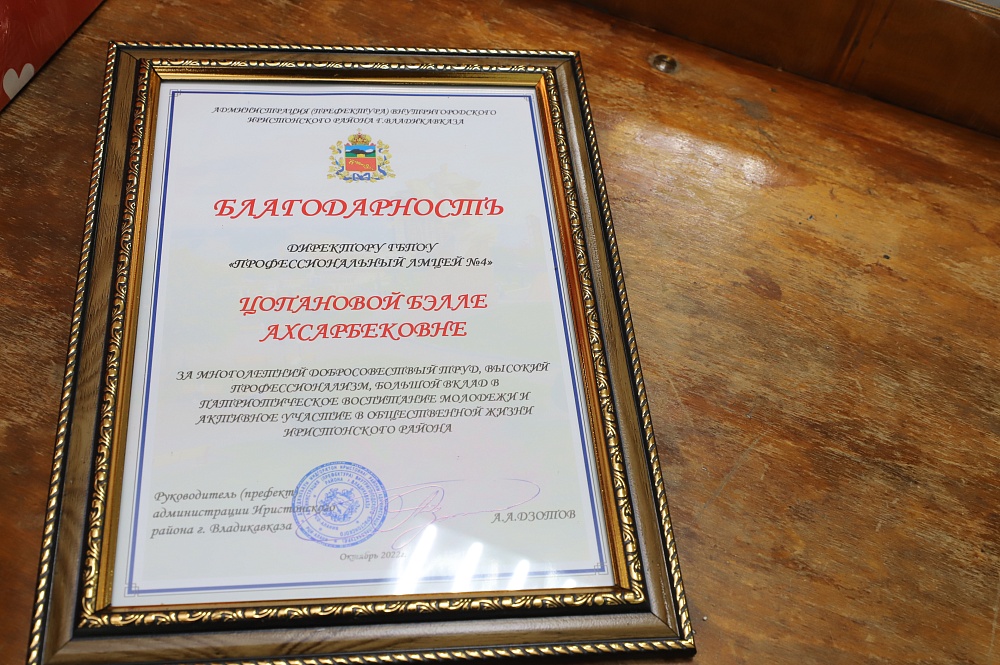 АДМИНИСТРАЦИЯ (ПРЕФЕКТУРА) ВНУТРИГОРОДСКОГО
ИРИСТОНСКОГО РАЙОНА Г.ВЛАДИКАВКАЗА
БЛАГОДАРНОСТЬ
ДИРЕКТОРУ ГБПОУ
«ПРОФЕССИОНАЛЬНЫЙ ЛИЦЕЙ №4»
ЦОПАНОВОЙ БЭЛЛЕ
АХСАРБЕКОВНЕ
ЗА МНОГОЛЕТНИЙ ДОБРОСОВЕСТВЫЙ ТРУД, ВЫСОКИЙ
ПРОФЕССИОНАЛИЗМ, БОЛЬШОЙ ВКЛАД В
ПАТРИОТИЧЕСКОЕ ВОСПИТАНИЕ МОЛОДЕЖИ И
АКТИВНОЕ УЧАСТИЕ В ОБЩЕСТВЕННОЙ ЖИЗНИ
ИРИСТОНСКОГО РАЙОНА
Руководитель (префект)
администрации Иристонского
района г. Владикавказа
А.А.ДЗОТОВ
Октябрь 2022г.